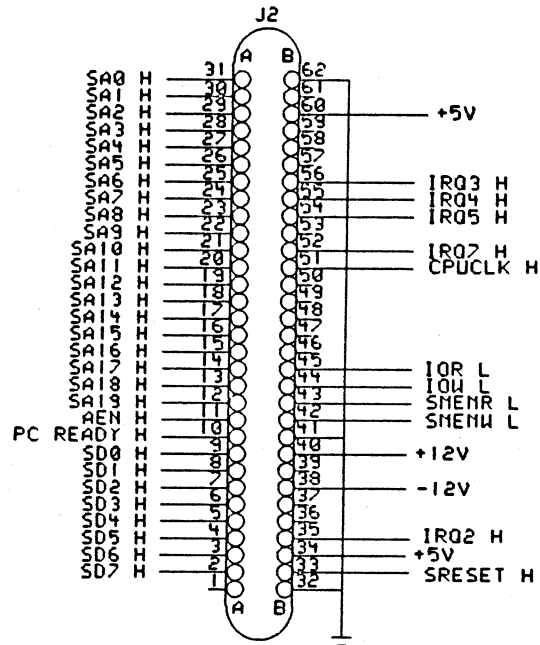 J2
A B
SA0 H 31 62
SA1 H 30 61
SA2 H 29 60 +5V
SA3 H 28 59
SA4 H 27 58
SA5 H 26 57
SA6 H 25 56 IRQ3 H
SA7 H 24 55 IRQ4 H
SA8 H 23 54 IRQ5 H
SA9 H 22 53
SA10 H 21 52 IRQ7 H
SA11 H 20 51 CPUCLK H
SA12 H 19 50
SA13 H 18 49
SA14 H 17 48
SA15 H 16 47
SA16 H 15 46
SA17 H 14 45 IOR L
SA18 H 13 44 IOW L
SA19 H 12 43 SMEMR L
AEN H 11 42 SMEMW L
PC READY H 10 41
SD0 H 9 40 +12V
SD1 H 8 39
SD2 H 7 38 -12V
SD3 H 6 37
SD4 H 5 36
SD5 H 4 35 IRQ2 H
SD6 H 3 34 +5V
SD7 H 2 33 SRESET H
1 32
A B